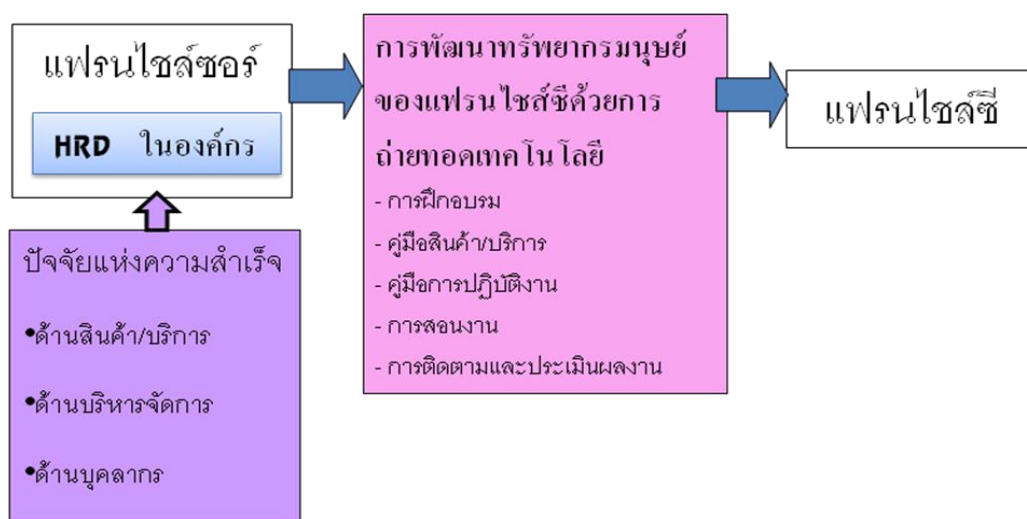 แฟรนไชส์ซอร์
HRD ในองค์กร
ปัจจัยแห่งความสำเร็จ
•ด้านสินค้า/บริการ
•ด้านบริหารจัดการ
•ด้านบุคลากร
การพัฒนาทรัพยากรมนุษย์
ของแฟรนไชส์ซีด้วยการ
ถ่ายทอดเทคโนโลยี
- การฝึกอบรม
- คู่มือสินค้า/บริการ
- คู่มือการปฏิบัติงาน
- การสอนงาน
- การติดตามและประเมินผลงาน
แฟรนไชส์ซี